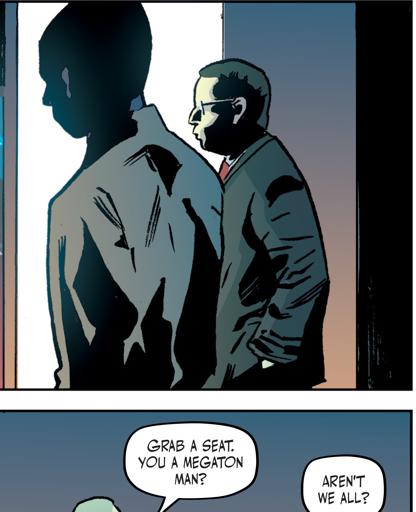 GRAB A SEAT.
YOU A MEGATON
MAN?
AREN'T
WE ALL?